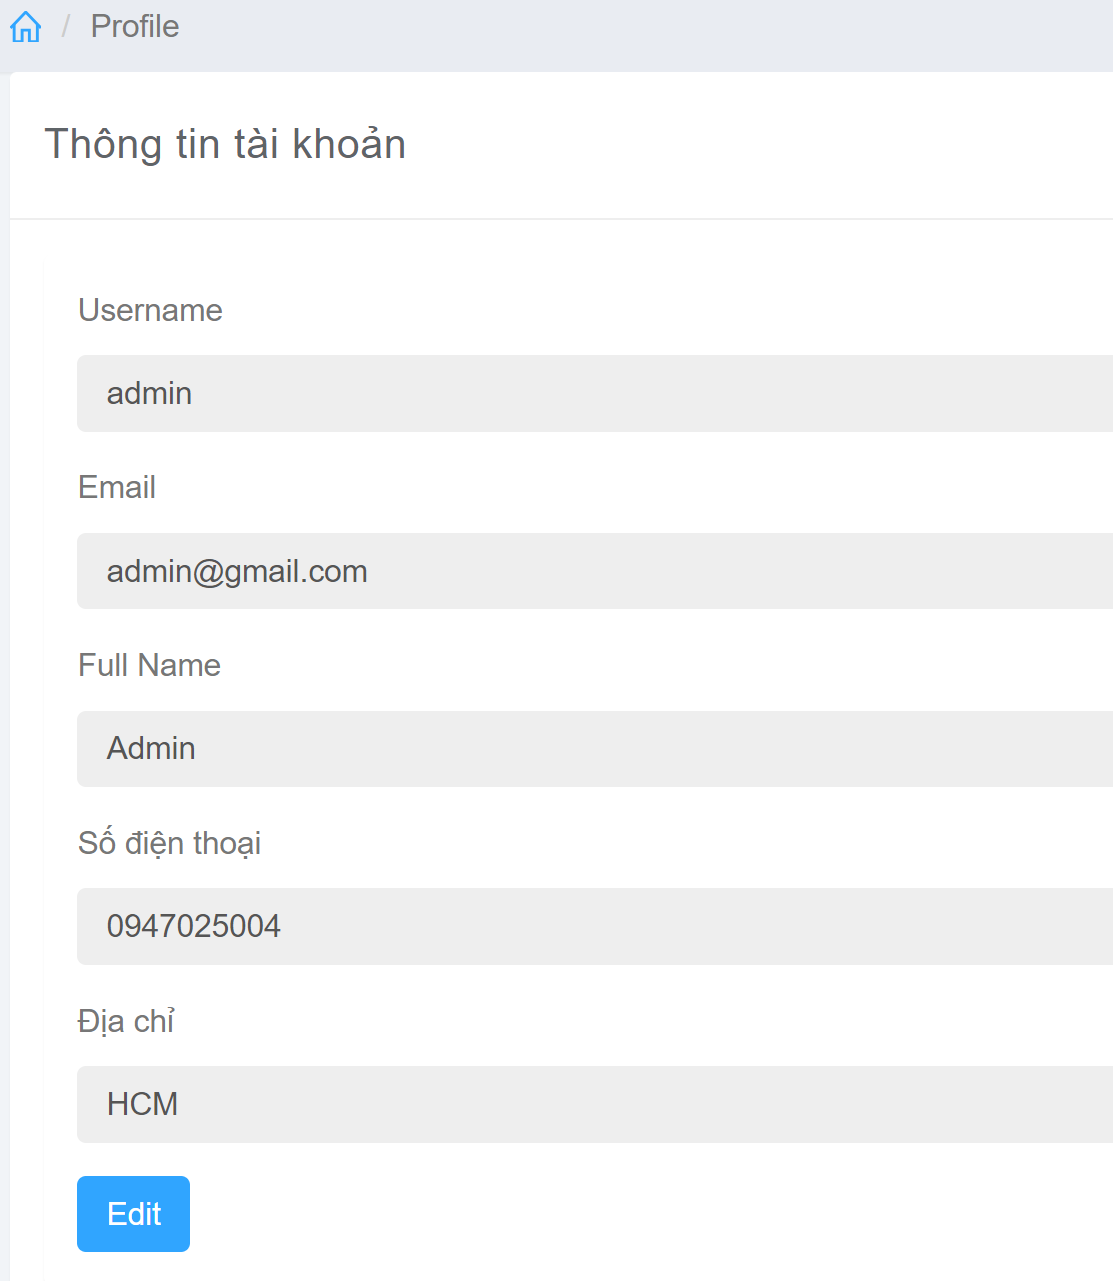 / Profile
Thông tin tài khoản
Username
admin
Email
admin@gmail.com
Full Name
Admin
Số điện thoại
0947025004
Địa chỉ
HCM
Edit